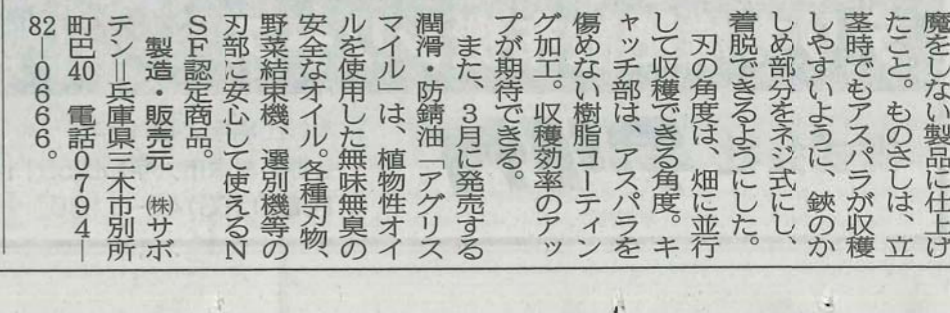 魔をしない製品に仕上げ
たこと。ものさしは、立
茎時でもアスパラが収穫
しやすいように、鋏のか
しめ部分をネジ式にし、
着脱できるようにした。
刃の角度は、畑に並行
して収穫できる角度。キ
ャッチ部は、アスパラを
傷めない樹脂コーティン
グ加工。収穫効率のアッ
プが期待できる。
また、3月に発売する
潤滑・防錆油「アグリス
マイル」は、植物性オイ
ルを使用した無味無臭の
安全なオイル。各種刃物、
野菜結束機、選別機等の
刃部に安心して使えるN
SF認定商品。
製造・販売元 ㈱サボ
テン＝兵庫県三木市別所
町巴40 電話0794―
82―0666。